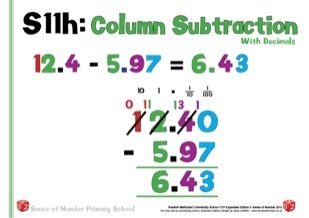 S11h: Column Subtraction
With Decimals
12.4 - 5.97 = 6.43
10 1 . 1/10 1/100
0 11 13 1
12.40
- 5.97
6.43
Sense of Number Primary School